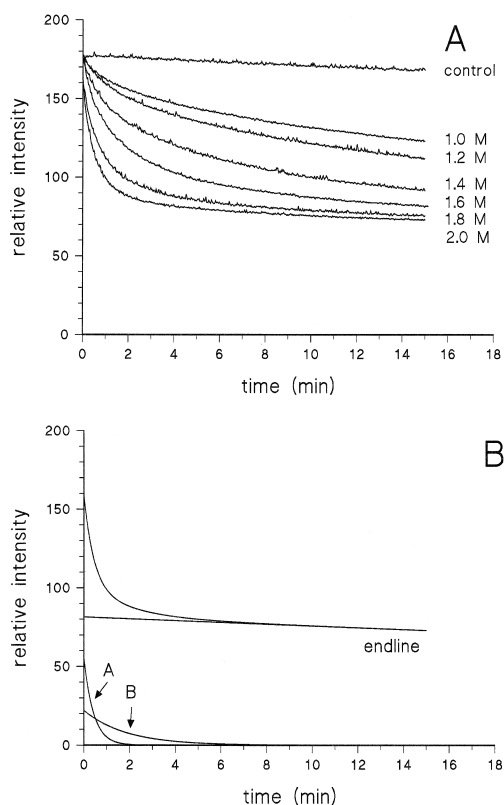 A
200
150
100
50
0
relative intensity
control
1.0 M
1.2 M
1.4 M
1.6 M
1.8 M
2.0 M
0 2 4 6 8 10 12 14 16 18
time (min)
B
200
150
100
50
0
relative intensity
endline
A
B
0 2 4 6 8 10 12 14 16 18
time (min)